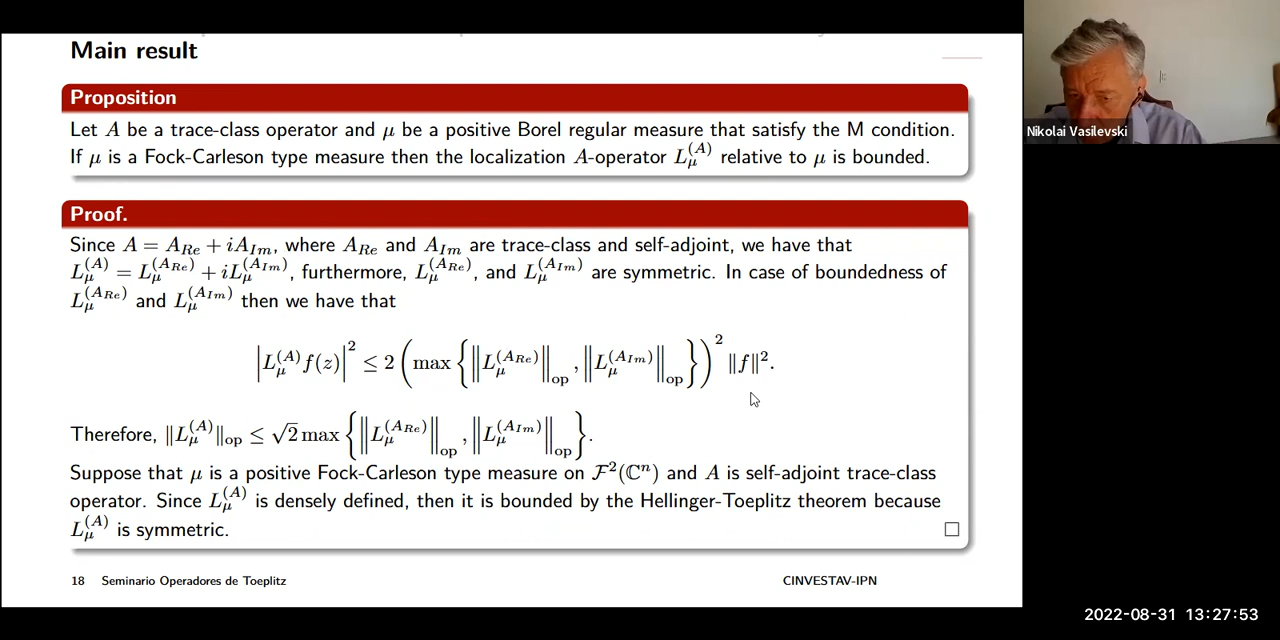 Main result
Nikolai Vasilevski
Proposition
Let A be a trace-class operator and μ be a positive Borel regular measure that satisfy the M condition.
If μ is a Fock-Carleson type measure then the localization A-operator L_μ^{(A)} relative to μ is bounded.
Proof.
Since A = A_{Re} + iA_{Im}, where A_{Re} and A_{Im} are trace-class and self-adjoint, we have that
L_μ^{(A)} = L_μ^{(A_{Re})} + iL_μ^{(A_{Im})}, furthermore, L_μ^{(A_{Re})}, and L_μ^{(A_{Im})} are symmetric. In case of boundedness of
L_μ^{(A_{Re})} and L_μ^{(A_{Im})} then we have that
|L_μ^{(A)} f(z)|^2 ≤ 2 (max {‖L_μ^{(A_{Re})}‖_{op}, ‖L_μ^{(A_{Im})}‖_{op}})^2 ‖f‖^2.
Therefore, ‖L_μ^{(A)}‖_{op} ≤ √2 max {‖L_μ^{(A_{Re})}‖_{op}, ‖L_μ^{(A_{Im})}‖_{op}}.
Suppose that μ is a positive Fock-Carleson type measure on F^2(ℂ^n) and A is self-adjoint trace-class
operator. Since L_μ^{(A)} is densely defined, then it is bounded by the Hellinger-Toeplitz theorem because
L_μ^{(A)} is symmetric. □
18 Seminario Operadores de Toeplitz CINVESTAV-IPN
2022-08-31 13:27:53